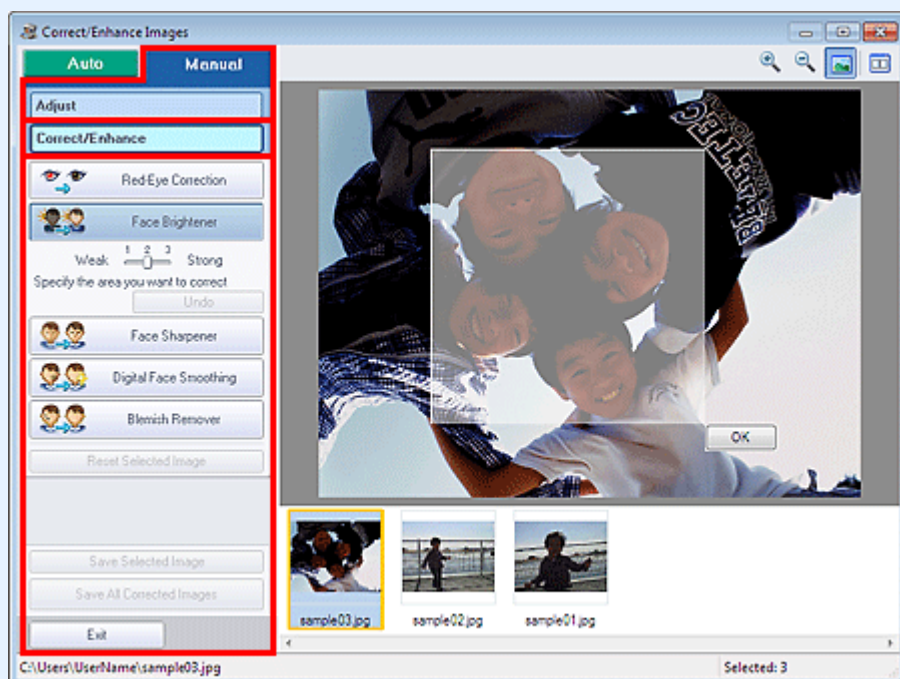 Correct/Enhance Images
Auto
Manual
Adjust
Correct/Enhance
Red-Eye Correction
Face Brightener
1 2 3
Weak Strong
Specify the area you want to correct
Undo
Face Sharpener
Digital Face Smoothing
Blemish Remover
Reset Selected Image
Save Selected Image
Save All Corrected Images
Exit
OK
sample03.jpg
sample02.jpg
sample01.jpg
C:\Users\UserName\sample03.jpg
Selected: 3